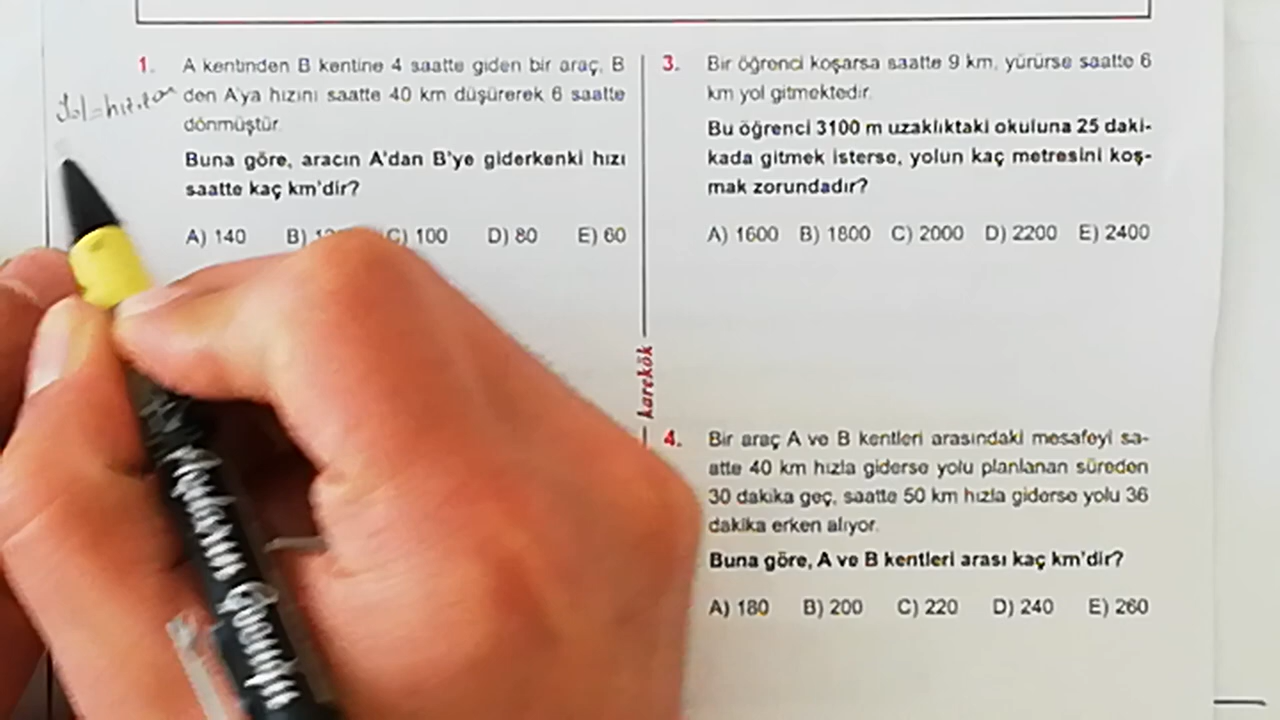 1. A kentinden B kentine 4 saatte giden bir araç, B
den A'ya hızını saatte 40 km düşürerek 6 saatte
dönmüştür.
Buna göre, aracın A'dan B'ye giderkenki hızı
saatte kaç km'dir?
A) 140 B) C) 100 D) 80 E) 60
Yol=hız.zaman
3. Bir öğrenci koşarsa saatte 9 km, yürürse saatte 6
km yol gitmektedir.
Bu öğrenci 3100 m uzaklıktaki okuluna 25 daki-
kada gitmek isterse, yolun kaç metresini koş-
mak zorundadır?
A) 1600 B) 1800 C) 2000 D) 2200 E) 2400
karekök
4. Bir araç A ve B kentleri arasındaki mesafeyi sa-
atte 40 km hızla giderse yolu planlanan süreden
30 dakika geç, saatte 50 km hızla giderse yolu 36
dakika erken alıyor.
Buna göre, A ve B kentleri arası kaç km'dir?
A) 180 B) 200 C) 220 D) 240 E) 260